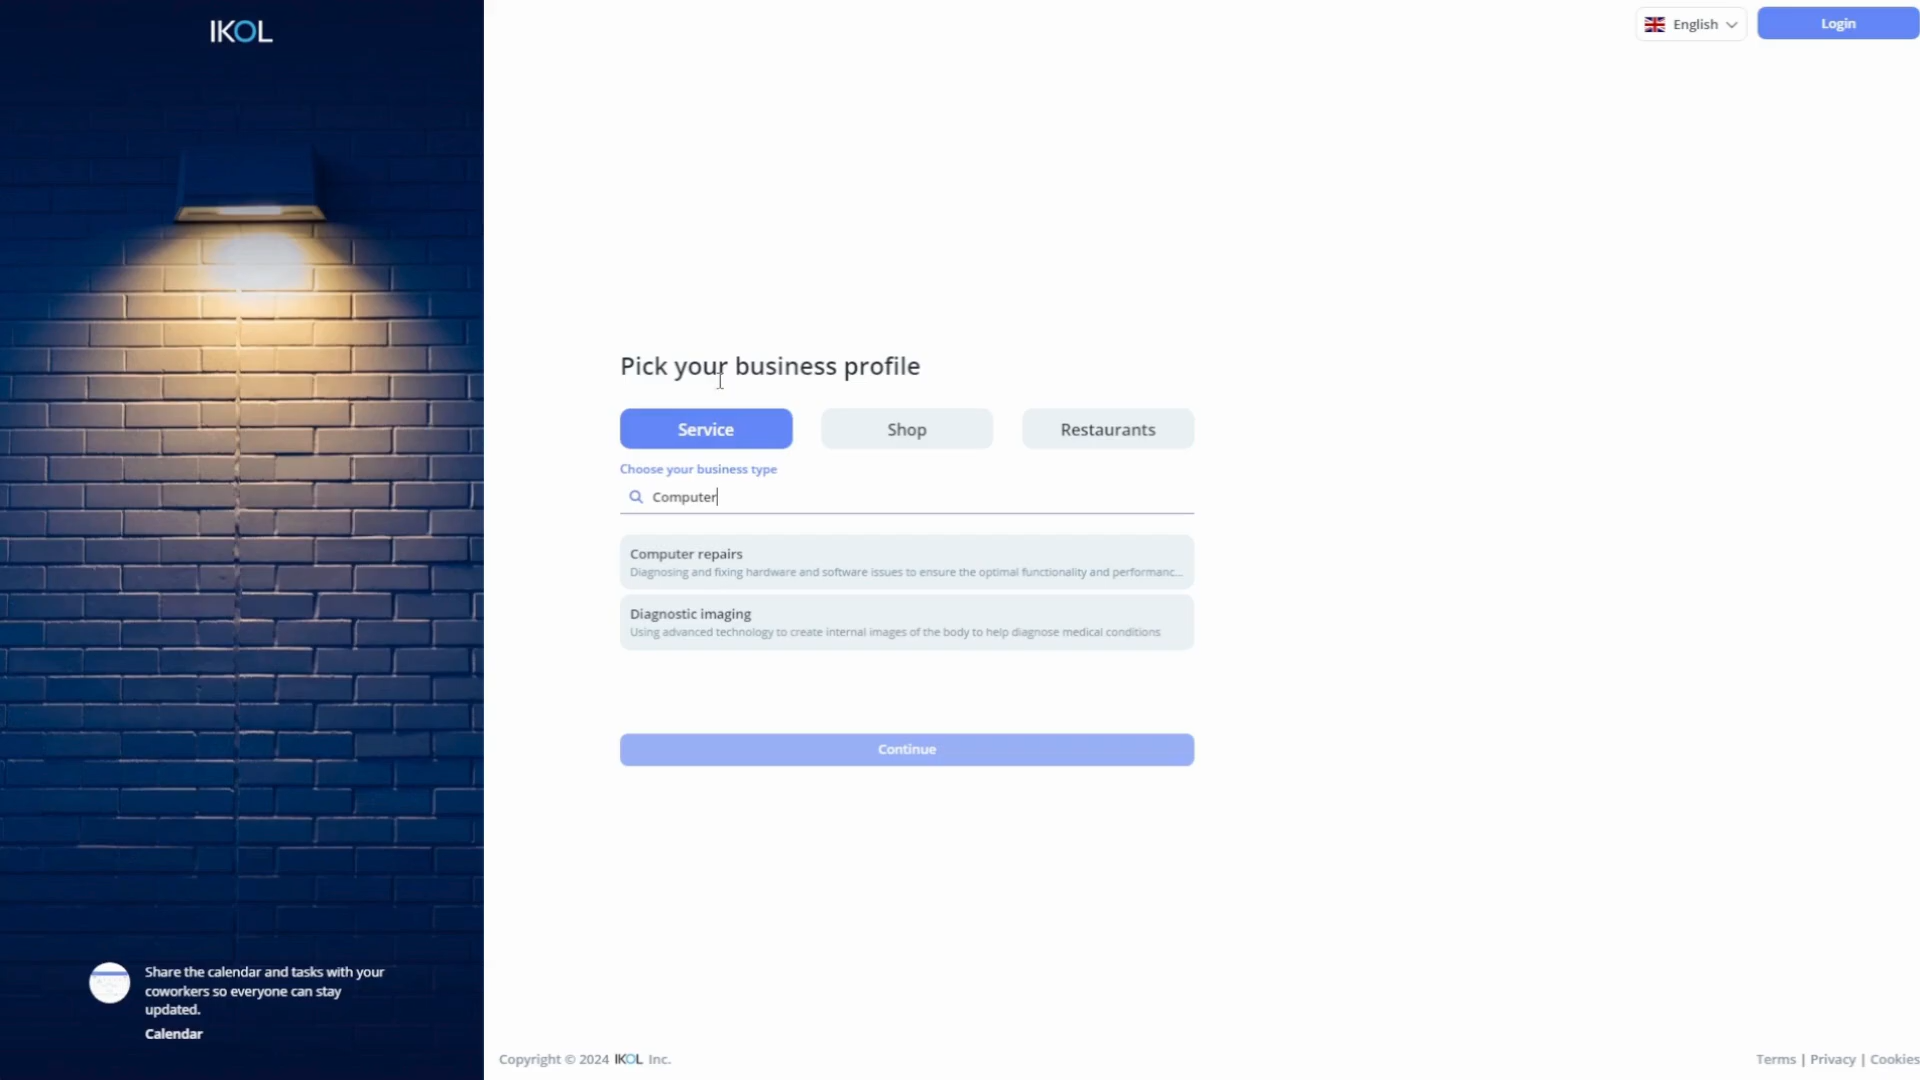 IKOL
English
Login
Pick your business profile
Service
Shop
Restaurants
Choose your business type
Computer
Computer repairs
Diagnosing and fixing hardware and software issues to ensure the optimal functionality and performanc...
Diagnostic imaging
Using advanced technology to create internal images of the body to help diagnose medical conditions
Continue
Share the calendar and tasks with your
coworkers so everyone can stay
updated.
Calendar
Copyright © 2024 IKOL Inc.
Terms | Privacy | Cookies